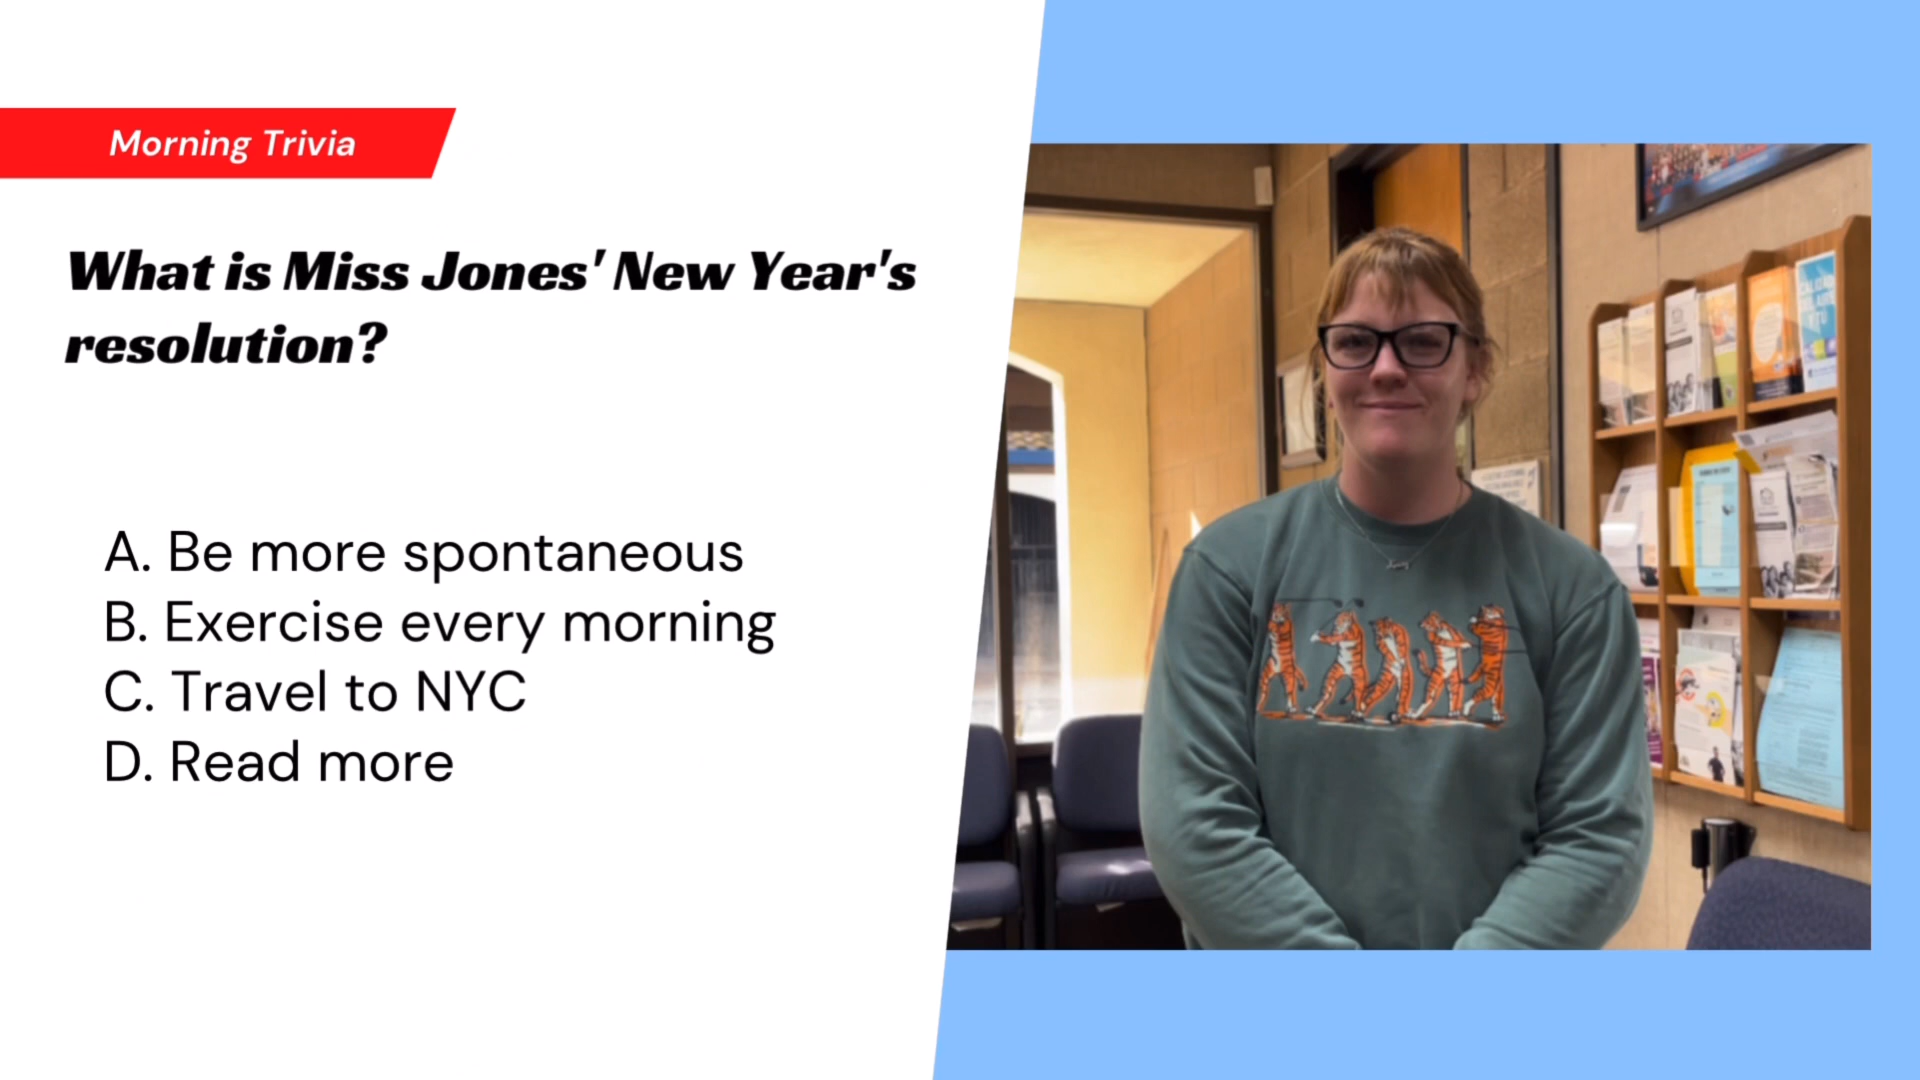 Morning Trivia
What is Miss Jones' New Year's
resolution?
A. Be more spontaneous
B. Exercise every morning
C. Travel to NYC
D. Read more